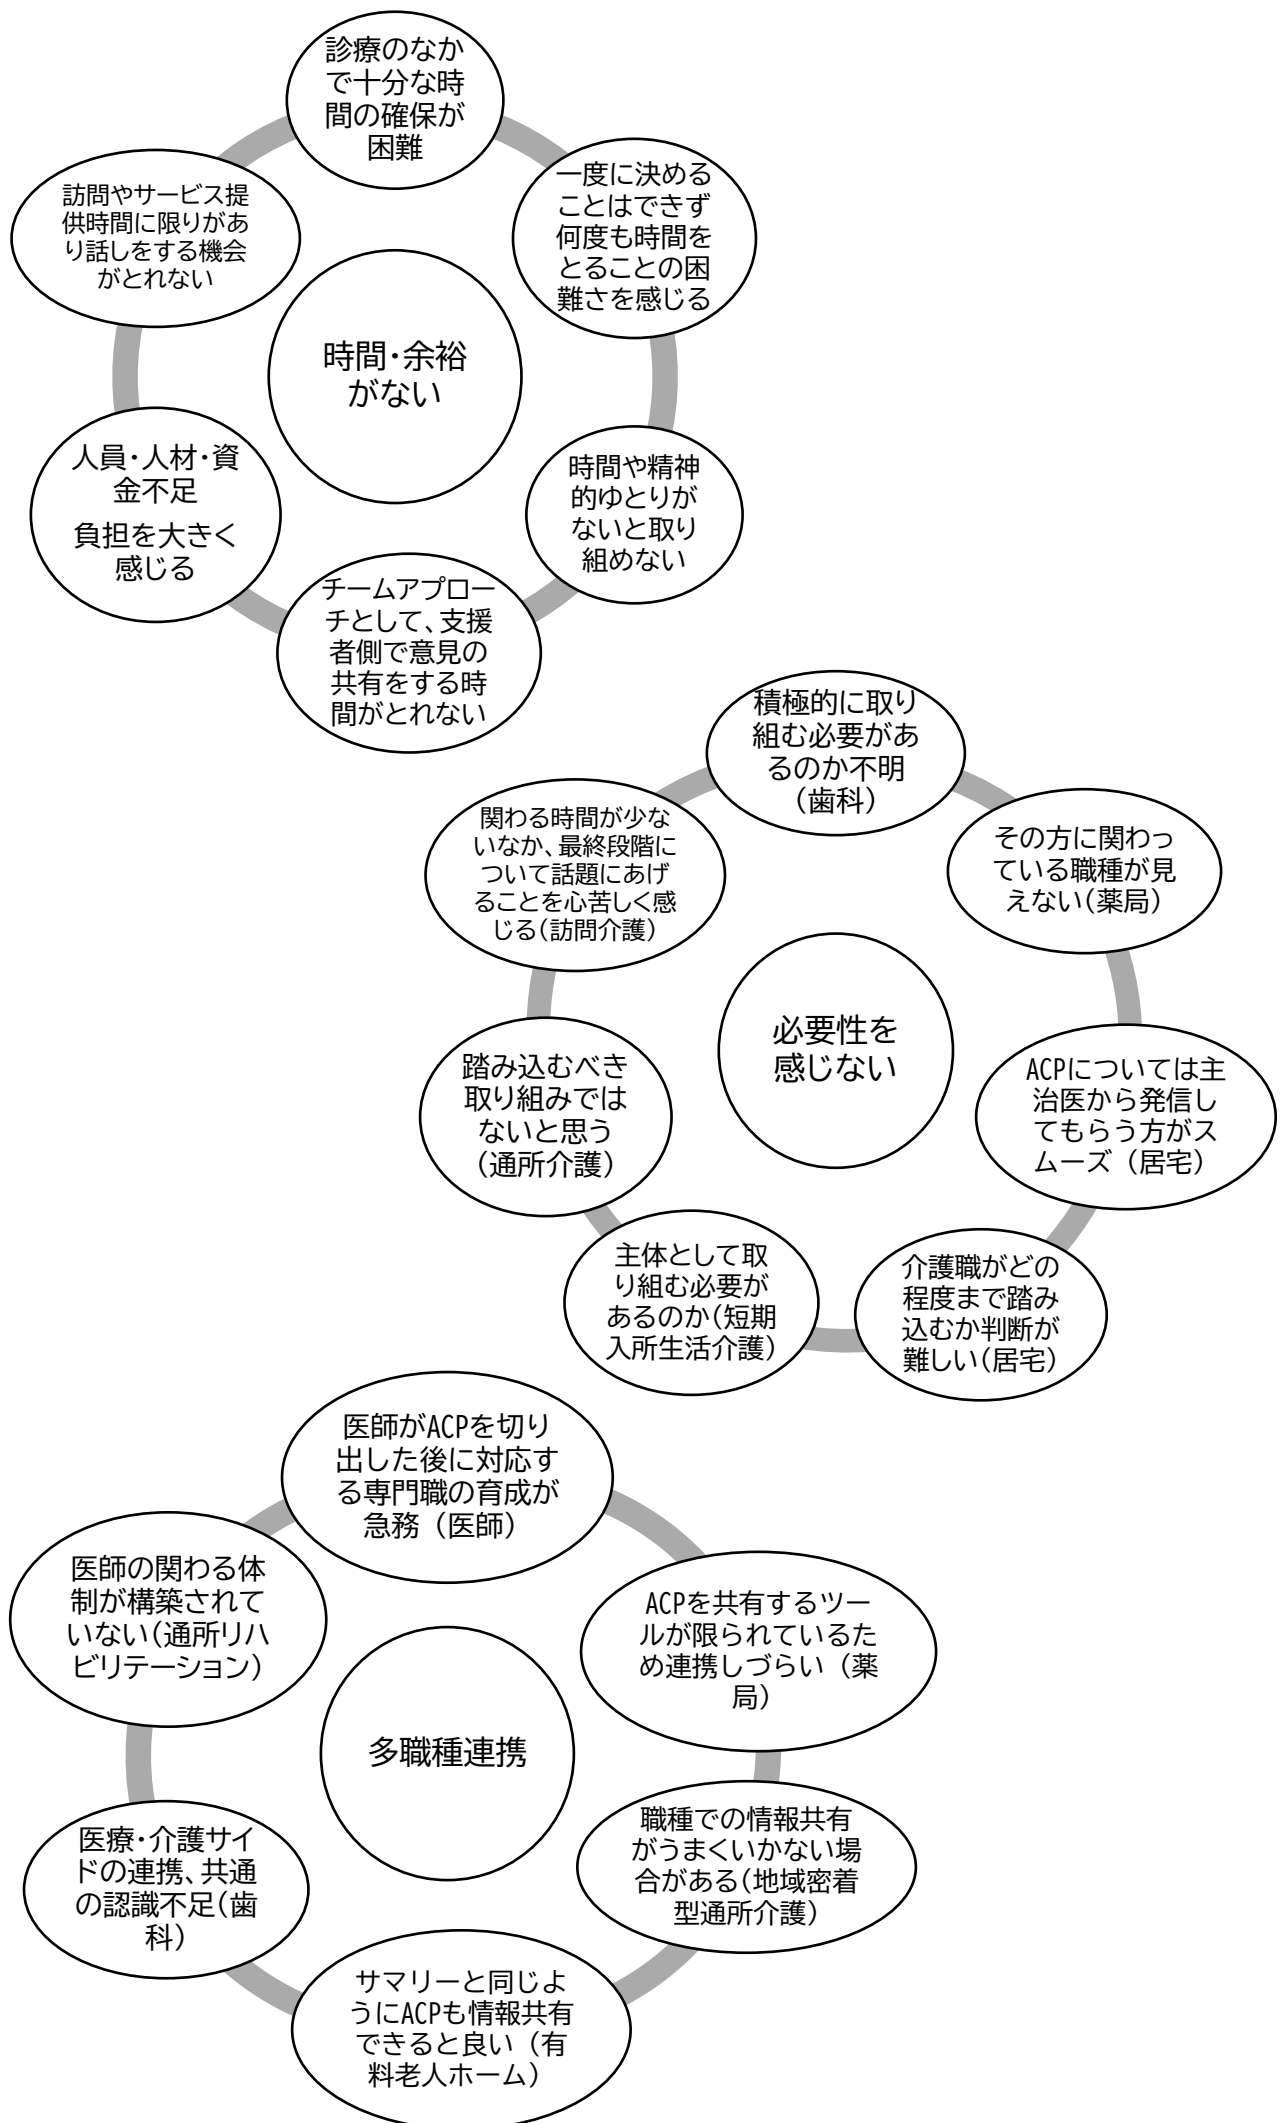 診療のなか
で十分な時
間の確保が
困難
一度に決める
ことはできず
何度も時間を
とることの困
難さを感じる
時間や精神
的ゆとりが
ないと取り
組めない
チームアプロー
チとして、支援
者側で意見の
共有をする時
間がとれない
人員・人材・資
金不足
負担を大きく
感じる
訪問やサービス提
供時間に限りがあ
り話しをする機会
がとれない
時間・余裕
がない
積極的に取り
組む必要があ
るのか不明
（歯科）
その方に関わっ
ている職種が見
えない（薬局）
ACPについては主
治医から発信し
てもらう方がス
ムーズ（居宅）
介護職がどの
程度まで踏み
込むか判断が
難しい（居宅）
主体として取
り組む必要が
あるのか（短期
入所生活介護）
踏み込むべき
取り組みでは
ないと思う
（通所介護）
関わる時間が少な
いなか、最終段階に
ついて話題にあげ
ることを心苦しく感
じる（訪問介護）
必要性を
感じない
医師がACPを切り
出した後に対応す
る専門職の育成が
急務（医師）
ACPを共有するツー
ルが限られているた
め連携しづらい（薬
局）
職種での情報共有
がうまくいかない場
合がある（地域密着
型通所介護）
サマリーと同じよ
うにACPも情報共有
できると良い（有
料老人ホーム）
医療・介護サイ
ドの連携、共通
の認識不足（歯
科）
医師の関わる体
制が構築されて
いない（通所リハ
ビリテーション）
多職種連携